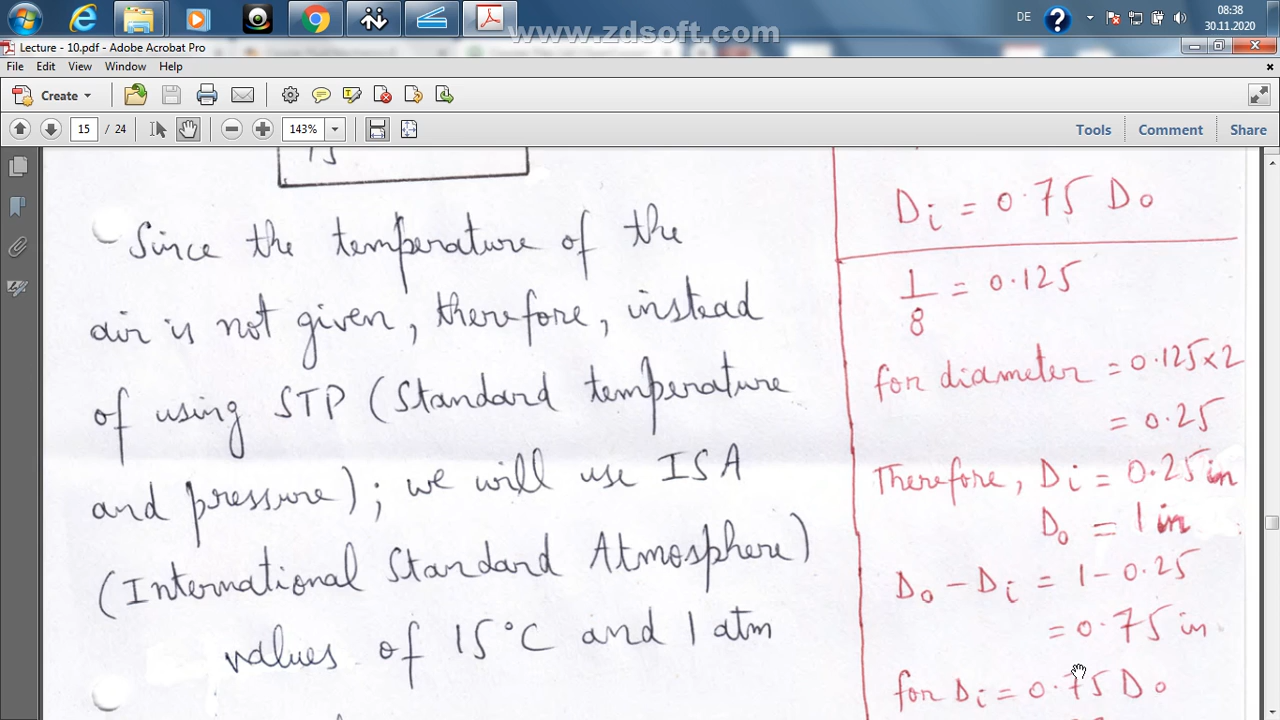 www.zdsoft.com
DE
08:38
30.11.2020
Lecture - 10.pdf - Adobe Acrobat Pro
File Edit View Window Help
Create
15 / 24
143%
Tools Comment Share
Since the temperature of the
air is not given, therefore, instead
of using STP (Standard temperature
and pressure); we will use ISA
(International Standard Atmosphere)
values of 15°C and 1 atm
Di = 0.75 Do
1/8 = 0.125
for diameter = 0.125×2
= 0.25
Therefore, Di = 0.25 in
Do = 1 in
Do - Di = 1 - 0.25
= 0.75 in
for Di = 0.75 Do